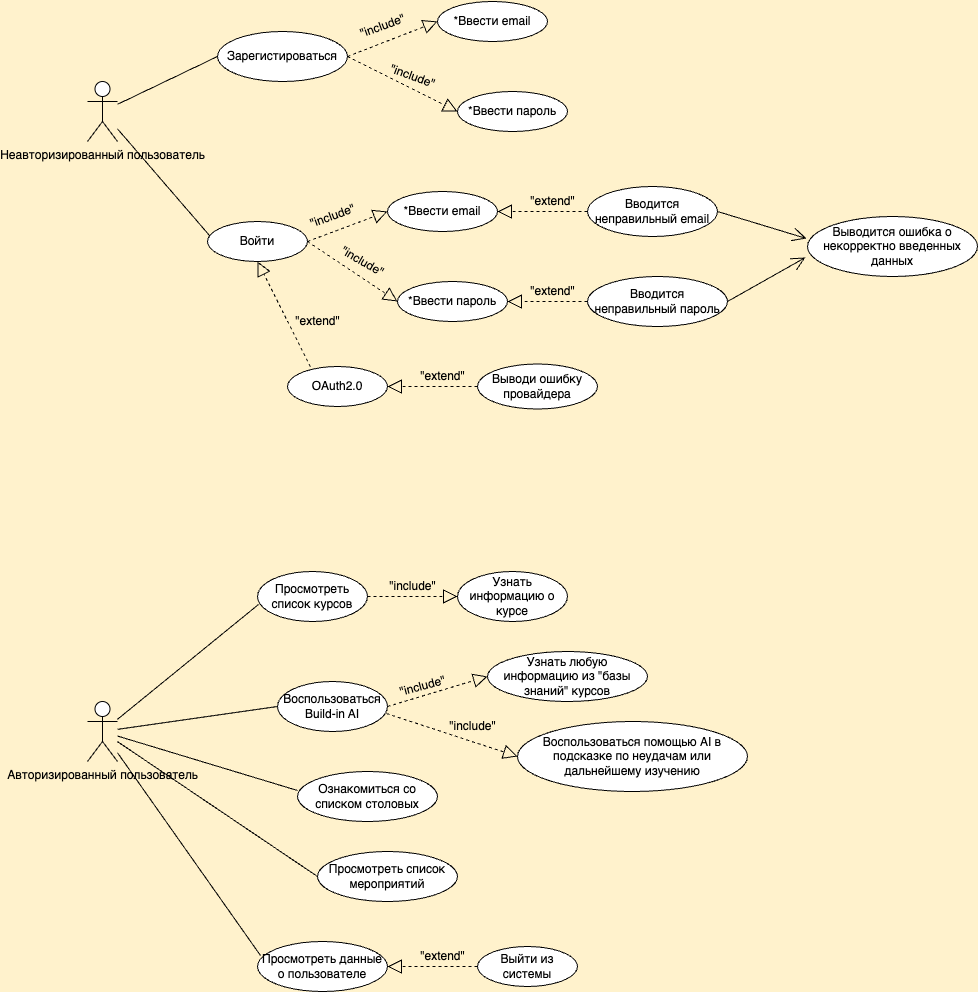 "include"
*Ввести email
Зарегистироваться
"include"
*Ввести пароль
Неавторизированный пользователь
"include"
*Ввести email
"extend"
Вводится
неправильный email
Войти
"include"
Выводится ошибка о
некорректно введенных
данных
*Ввести пароль
"extend"
Вводится
неправильный пароль
"extend"
OAuth2.0
"extend"
Выводи ошибку
провайдера
Просмотреть
список курсов
"include"
Узнать
информацию о
курсе
Воспользоваться
Build-in AI
"include"
Узнать любую
информацию из "базы
знаний" курсов
"include"
Воспользоваться помощью AI в
подсказке по неудачам или
дальнейшему изучению
Авторизированный пользователь
Ознакомиться со
списком столовых
Просмотреть список
мероприятий
Просмотреть данные
о пользователе
"extend"
Выйти из
системы